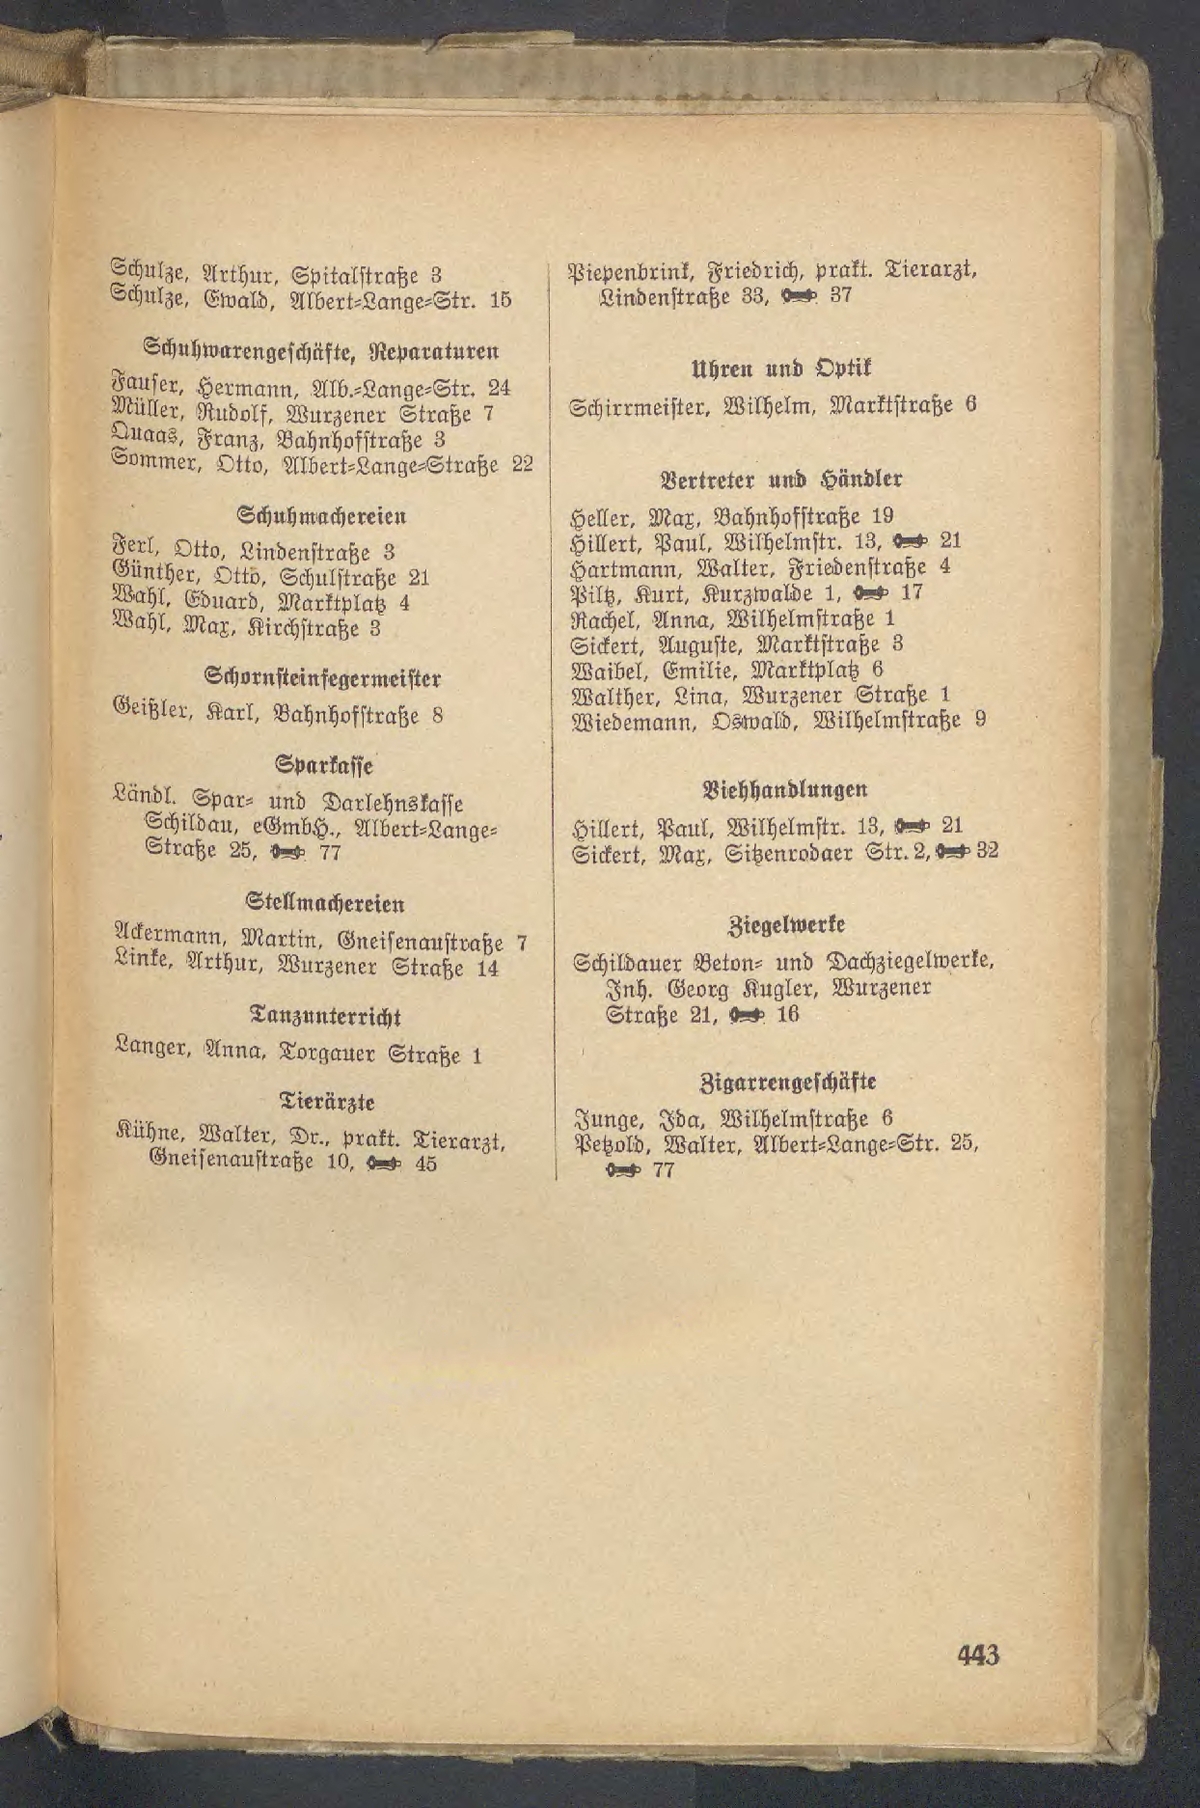 Schulze, Arthur, Spitalstraße 3
Schulze, Ewald, Albert-Lange-Str. 15
Schuhwarengeschäfte, Reparaturen
Fauser, Hermann, Alb.-Lange-Str. 24
Müller, Rudolf, Wurzener Straße 7
Quaas, Franz, Bahnhofstraße 3
Sommer, Otto, Albert-Lange-Straße 22
Schuhmachereien
Ferl, Otto, Lindenstraße 3
Günther, Otto, Schulstraße 21
Wahl, Eduard, Marktplatz 4
Wahl, Max, Kirchstraße 3
Schornsteinfegermeister
Geißler, Karl, Bahnhofstraße 8
Sparkasse
Ländl. Spar- und Darlehnskasse
Schildau, eGmbH., Albert-Lange-
Straße 25, 77
Stellmachereien
Ackermann, Martin, Gneisenaustraße 7
Linke, Arthur, Wurzener Straße 14
Tanzunterricht
Langer, Anna, Torgauer Straße 1
Tierärzte
Kühne, Walter, Dr., prakt. Tierarzt,
Gneisenaustraße 10, 45
Piepenbrink, Friedrich, prakt. Tierarzt,
Lindenstraße 33, 37
Uhren und Optik
Schirrmeister, Wilhelm, Marktstraße 6
Vertreter und Händler
Heller, Max, Bahnhofstraße 19
Hillert, Paul, Wilhelmstr. 13, 21
Hartmann, Walter, Friedenstraße 4
Piltz, Kurt, Kurzwalde 1, 17
Rachel, Anna, Wilhelmstraße 1
Sickert, Auguste, Marktstraße 3
Waibel, Emilie, Marktplatz 6
Walther, Lina, Wurzener Straße 1
Wiedemann, Oswald, Wilhelmstraße 9
Viehhandlungen
Hillert, Paul, Wilhelmstr. 13, 21
Sickert, Max, Sitzenrodaer Str. 2, 32
Ziegelwerke
Schildauer Beton- und Dachziegelwerke,
Inh. Georg Kugler, Wurzener
Straße 21, 16
Zigarrengeschäfte
Junge, Ida, Wilhelmstraße 6
Petzold, Walter, Albert-Lange-Str. 25,
77
443